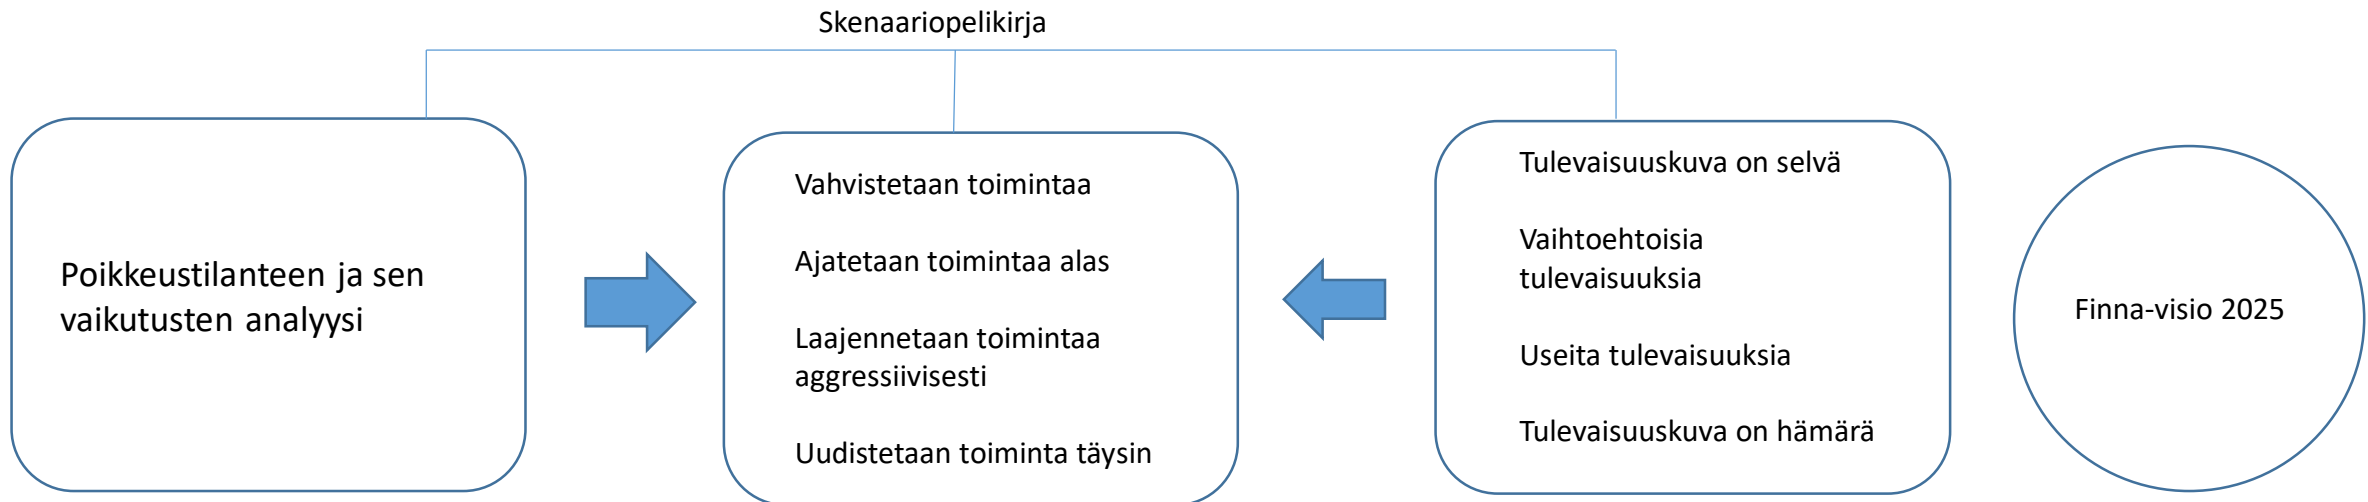 Skenaariopelikirja
Poikkeustilanteen ja sen
vaikutusten analyysi
Vahvistetaan toimintaa
Ajatetaan toimintaa alas
Laajennetaan toimintaa
aggressiivisesti
Uudistetaan toiminta täysin
Tulevaisuuskuva on selvä
Vaihtoehtoisia
tulevaisuuksia
Useita tulevaisuuksia
Tulevaisuuskuva on hämärä
Finna-visio 2025